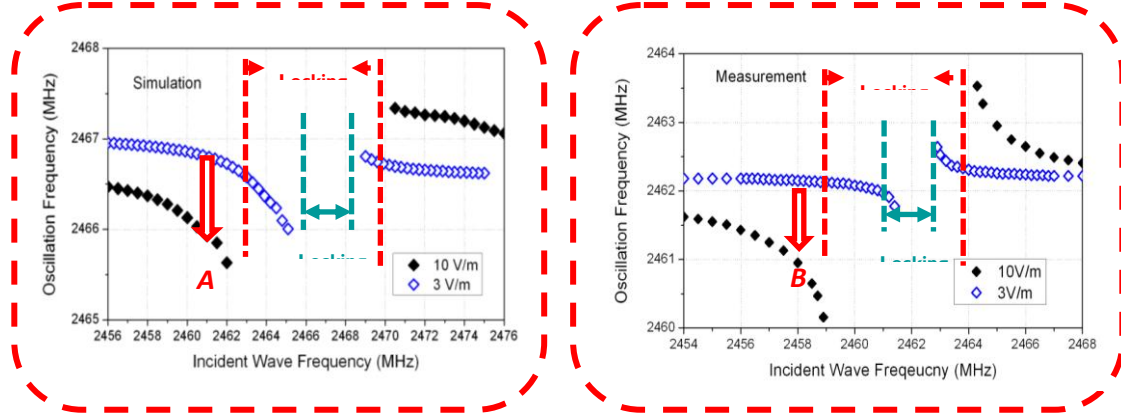 2468
2467
2466
2465
Oscillation Frequency (MHz)
Simulation
A
10 V/m
3 V/m
2456 2458 2460 2462 2464 2466 2468 2470 2472 2474 2476
Incident Wave Frequency (MHz)
2464
2463
2462
2461
2460
Oscillation Frequency (MHz)
Measurement
B
10V/m
3V/m
2454 2456 2458 2460 2462 2464 2466 2468
Incident Wave Freqeucny (MHz)